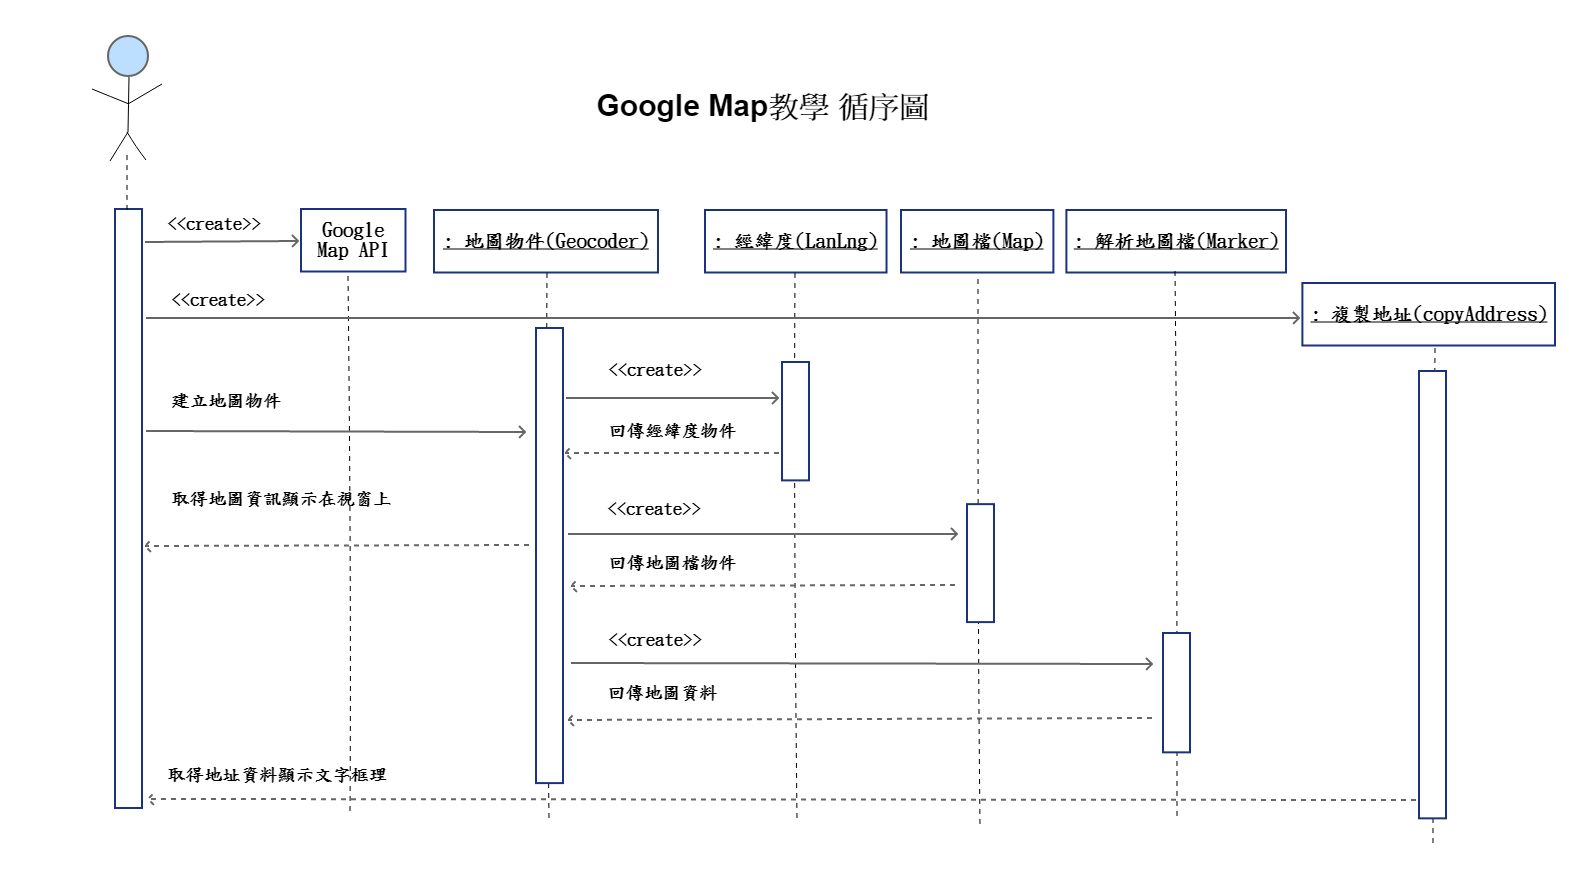 Google Map教學 循序圖
<<create>>
Google
Map API
: 地圖物件(Geocoder)
: 經緯度(LanLng)
: 地圖檔(Map)
: 解析地圖檔(Marker)
<<create>>
: 複製地址(copyAddress)
<<create>>
建立地圖物件
回傳經緯度物件
取得地圖資訊顯示在視窗上
<<create>>
回傳地圖檔物件
<<create>>
回傳地圖資料
取得地址資料顯示文字框理